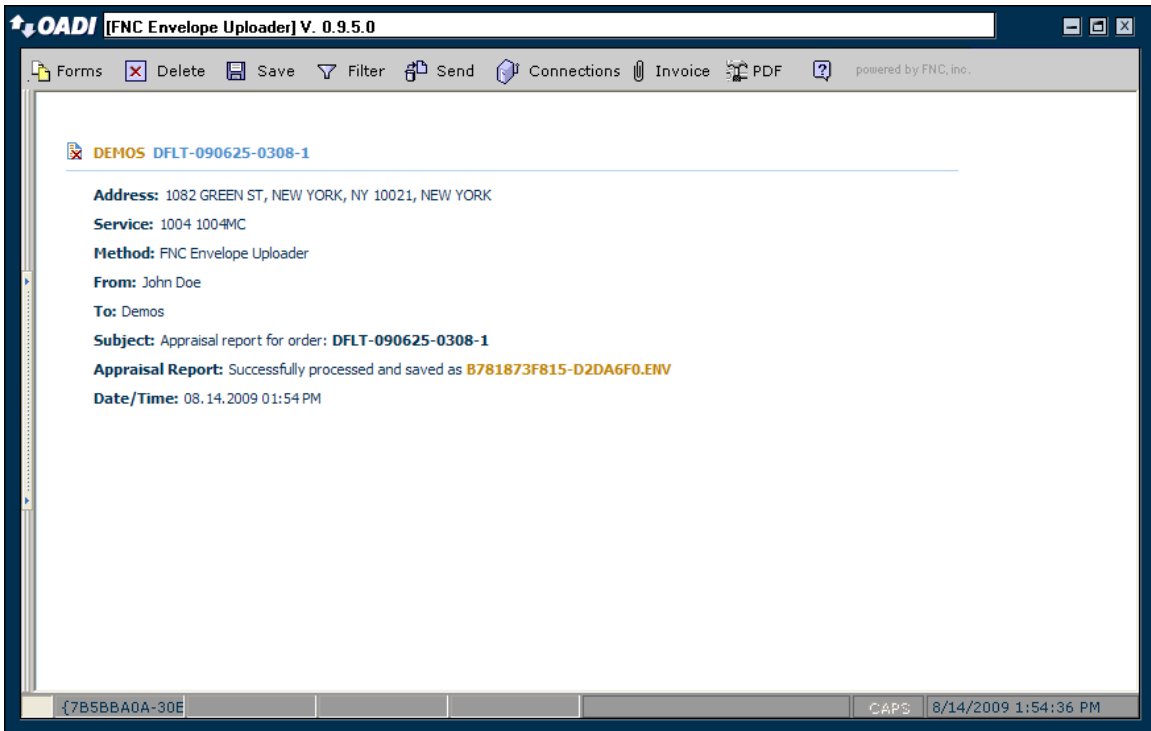 OADI [FNC Envelope Uploader] V. 0.9.5.0
Forms Delete Save Filter Send Connections Invoice PDF ? powered by FNC, inc.
DEMOS DFLT-090625-0308-1
Address: 1082 GREEN ST, NEW YORK, NY 10021, NEW YORK
Service: 1004 1004MC
Method: FNC Envelope Uploader
From: John Doe
To: Demos
Subject: Appraisal report for order: DFLT-090625-0308-1
Appraisal Report: Successfully processed and saved as B781873F815-D2DA6F0.ENV
Date/Time: 08.14.2009 01:54 PM
{7B5BBA0A-30E CAPS 8/14/2009 1:54:36 PM